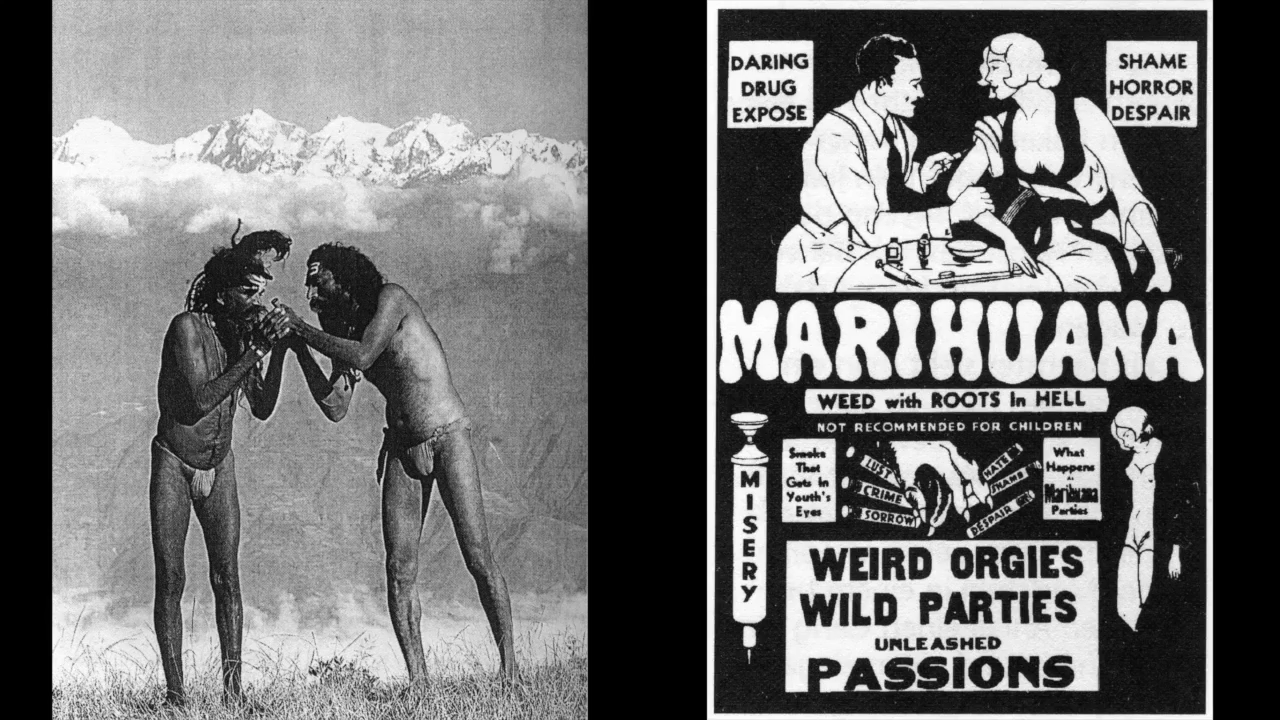 DARING
DRUG
EXPOSE
SHAME
HORROR
DESPAIR
MARIHUANA
WEED with ROOTS In HELL
NOT RECOMMENDED FOR CHILDREN
MISERY
Smoke
That
Gets In
Youth's
Eyes
LUST
CRIME
SORROW
HATE
SHAME
DESPAIR
What
Happens
At
Marihuana
Parties
WEIRD ORGIES
WILD PARTIES
UNLEASHED
PASSIONS